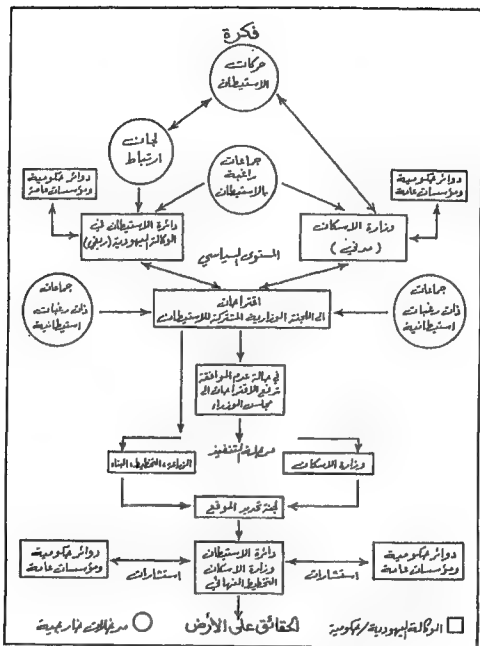 فكرة
حركات
الاستيطان
لجان
ارتباط
جماعات
راغبة
بالاستيطان
دوائر حكومية
ومؤسسات عامة
دوائر حكومية
ومؤسسات عامة
دائرة الاستيطان في
الوكالة اليهودية (ريفي)
وزارة الاسكان
(مدني)
المستوى السياسي
جماعات
ذات رغبات
استيطانية
اقتراحات
الى اللجنة الوزارية المشتركة للاستيطان
جماعات
ذات رغبات
استيطانية
في حالة عدم الموافقة
ترفع الاقتراحات الى
مجلس الوزراء
مرحلة التنفيذ
وزارة الاسكان
الزراعة، التخطيط، البناء
لجنة تحديد الموقع
دوائر حكومية
ومؤسسات عامة
استشارات
دائرة الاستيطان
وزارة الاسكان
التخطيط النهائي
استشارات
دوائر حكومية
ومؤسسات عامة
الحقائق على الأرض
الوكالة اليهودية/حكومية
مدخلات خارجية